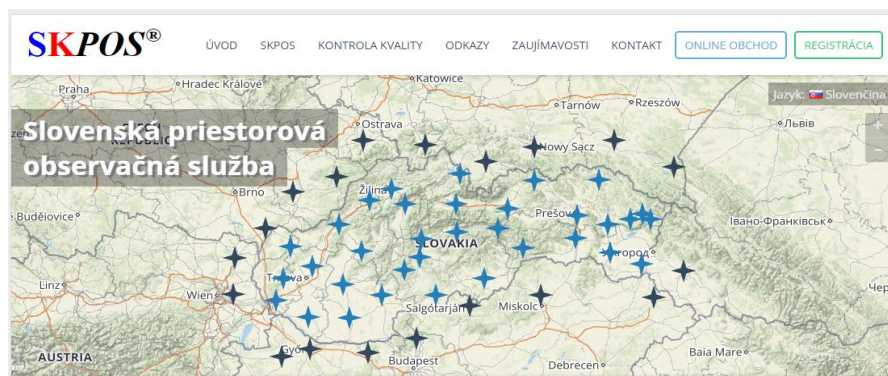 SKPOS®
ÚVOD SKPOS KONTROLA KVALITY ODKAZY ZAUJÍMAVOSTI KONTAKT ONLINE OBCHOD REGISTRÁCIA
Jazyk: Slovenčina
Slovenská priestorová
observačná služba
+
−
Praha
Hradec Králové
Katowice
Tarnów
Rzeszów
Львів
Ostrava
Nowy Sącz
Brno
Žilina
Budějovice
Prešov
Івано-Франківськ
SLOVAKIA
Linz
Wien
Salgótarján
Miskolc
Győr
AUSTRIA
Budapest
Debrecen
Baia Mare